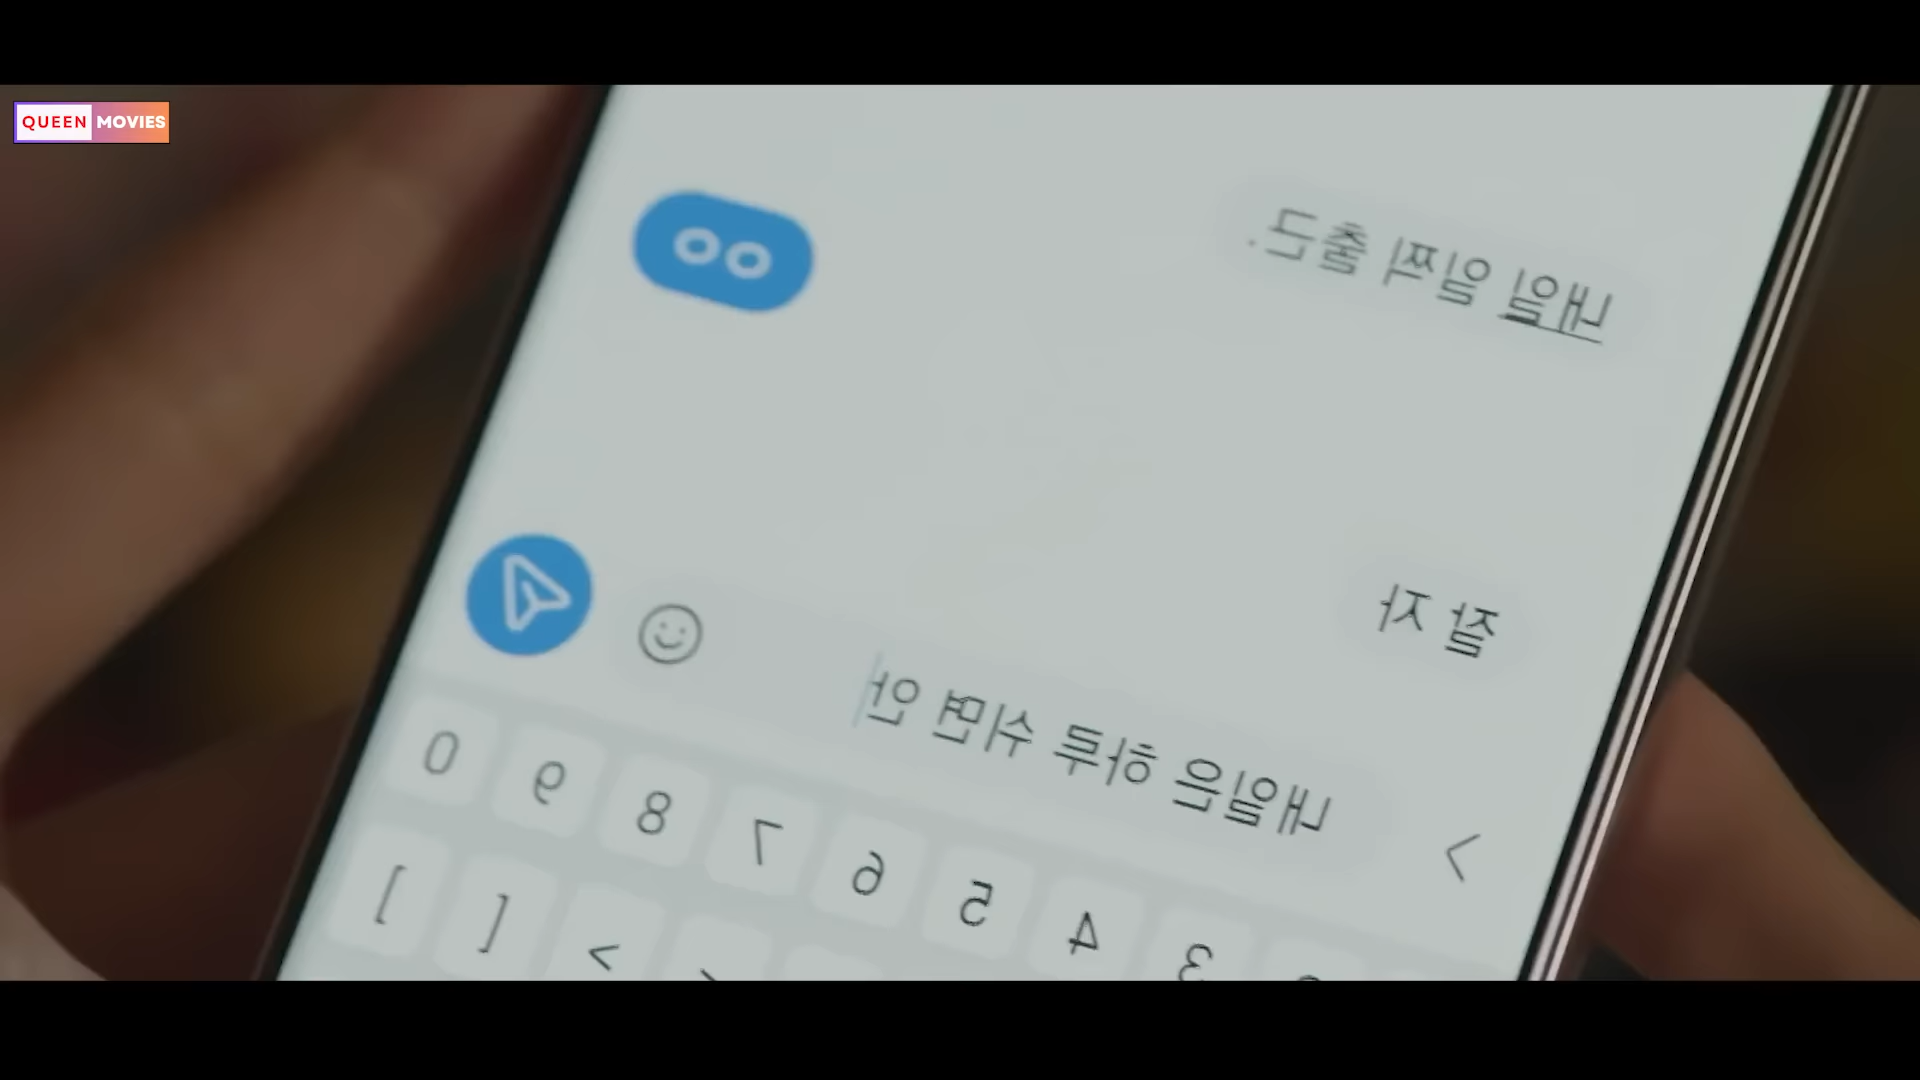 QUEEN MOVIES
내일 일찍 출근.
ㅇㅇ
잘 자
내일은 하루 쉬면 안
3 4 5 6 7 8 9 0
< > [ ]